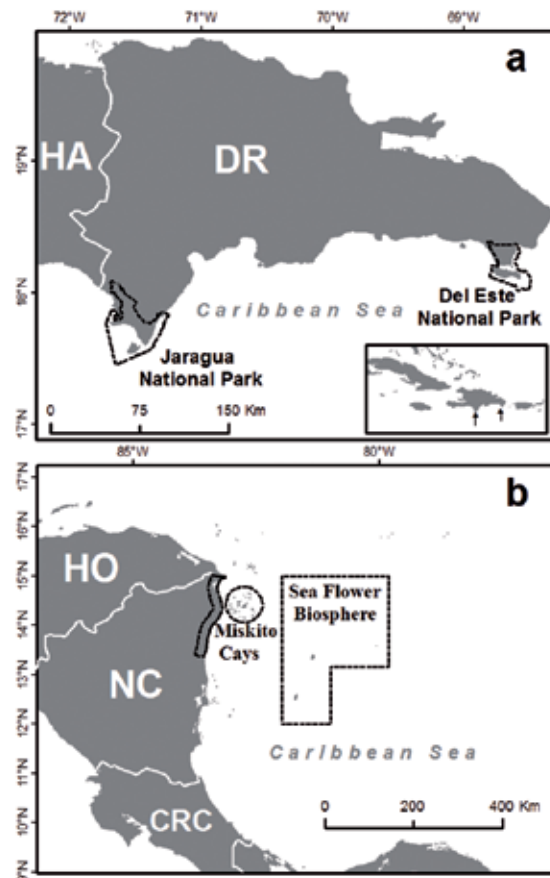 72°W 71°W 70°W 69°W
a
19°N
HA DR
18°N
Caribbean Sea
Del Este
National Park
Jaragua
National Park
0 75 150 Km
17°N
85°W 80°W
b
17°N
16°N
HO
15°N
Sea Flower
Biosphere
14°N
Miskito
Cays
13°N
NC
12°N
Caribbean Sea
11°N
0 200 400 Km
10°N
CRC
9°N